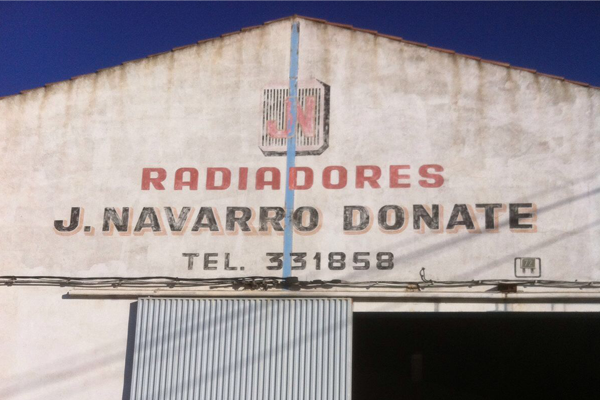 JN
RADIADORES
J. NAVARRO DONATE
TEL. 331858